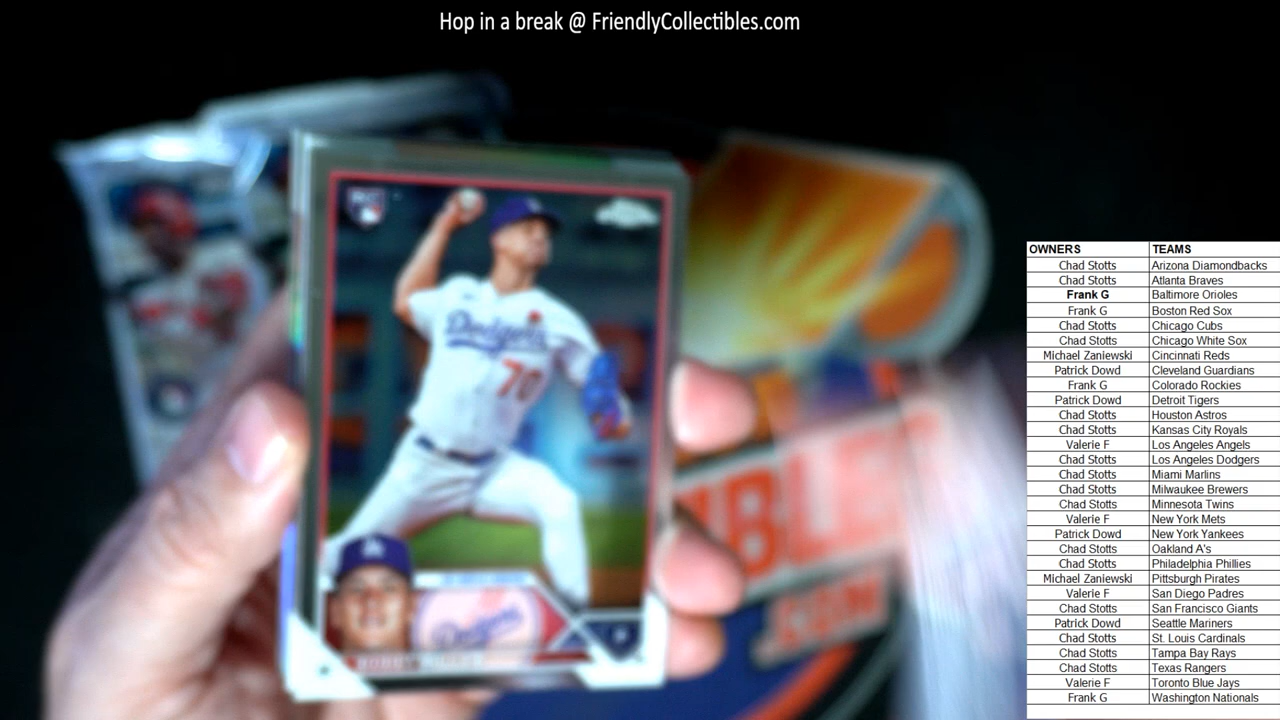 Hop in a break @ FriendlyCollectibles.com
OWNERS TEAMS
Chad Stotts Arizona Diamondbacks
Chad Stotts Atlanta Braves
Frank G Baltimore Orioles
Frank G Boston Red Sox
Chad Stotts Chicago Cubs
Chad Stotts Chicago White Sox
Michael Zaniewski Cincinnati Reds
Patrick Dowd Cleveland Guardians
Frank G Colorado Rockies
Patrick Dowd Detroit Tigers
Chad Stotts Houston Astros
Chad Stotts Kansas City Royals
Valerie F Los Angeles Angels
Chad Stotts Los Angeles Dodgers
Chad Stotts Miami Marlins
Chad Stotts Milwaukee Brewers
Chad Stotts Minnesota Twins
Valerie F New York Mets
Patrick Dowd New York Yankees
Chad Stotts Oakland A's
Chad Stotts Philadelphia Phillies
Michael Zaniewski Pittsburgh Pirates
Valerie F San Diego Padres
Chad Stotts San Francisco Giants
Patrick Dowd Seattle Mariners
Chad Stotts St. Louis Cardinals
Chad Stotts Tampa Bay Rays
Chad Stotts Texas Rangers
Valerie F Toronto Blue Jays
Frank G Washington Nationals
Dodgers
70